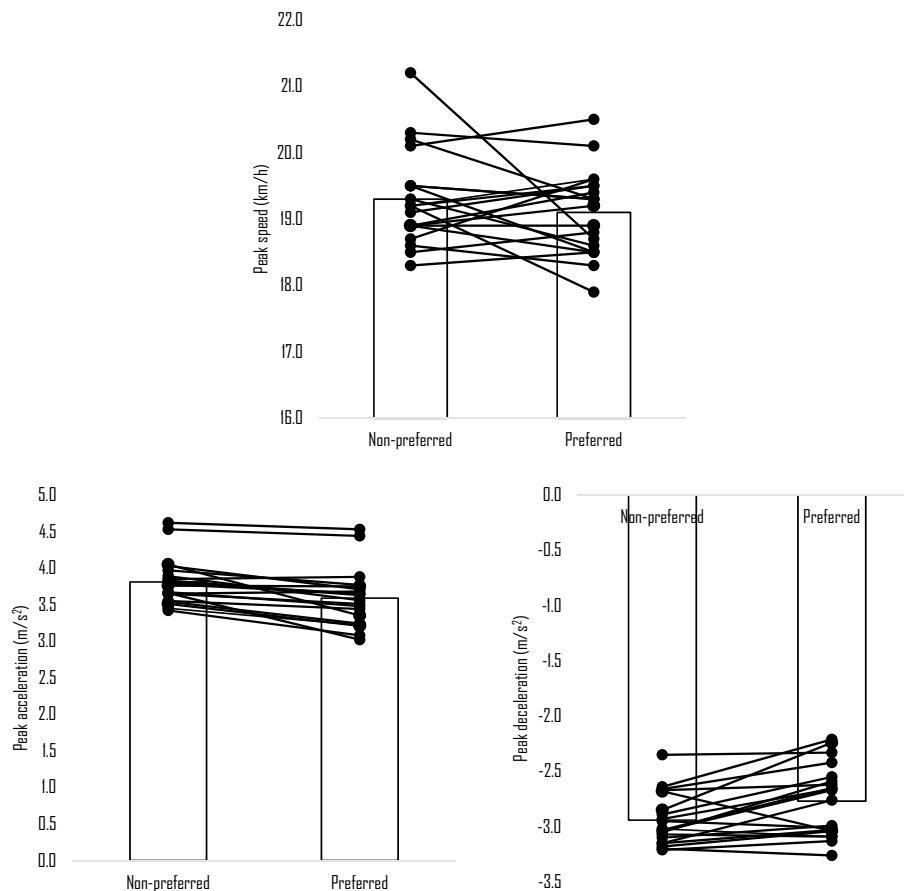 22.0
21.0
20.0
19.0
18.0
17.0
16.0
Peak speed (km/h)
Non-preferred
Preferred
5.0
4.5
4.0
3.5
3.0
2.5
2.0
1.5
1.0
0.5
0.0
Peak acceleration (m/s²)
Non-preferred
Preferred
0.0
-0.5
-1.0
-1.5
-2.0
-2.5
-3.0
-3.5
Peak deceleration (m/s²)
Non-preferred
Preferred